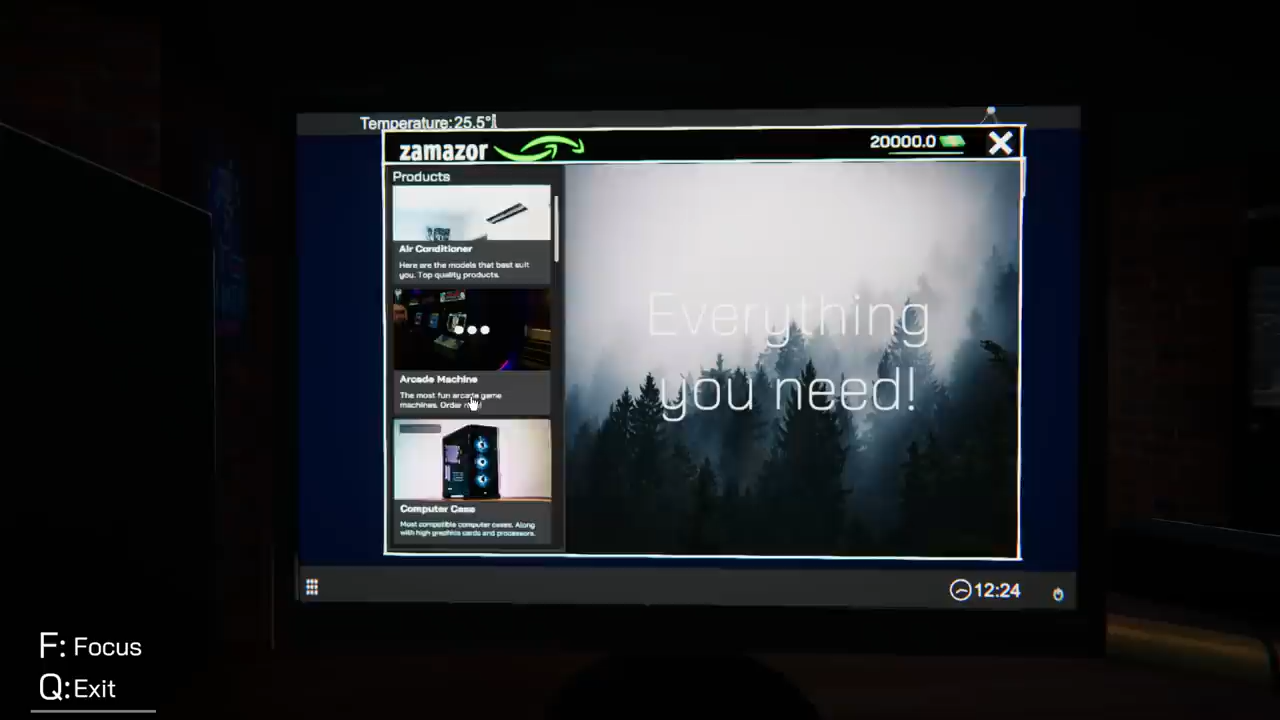 Temperature:25.5°
zamazor
20000.0
Products
Air Conditioner
Here are the models that best suit
you. Top quality products.
Arcade Machine
The most fun arcade game
machines. Order
Computer Case
Most compatible computer cases. Along
with high graphics cards and processors.
Everything
you need!
12:24
F: Focus
Q:Exit